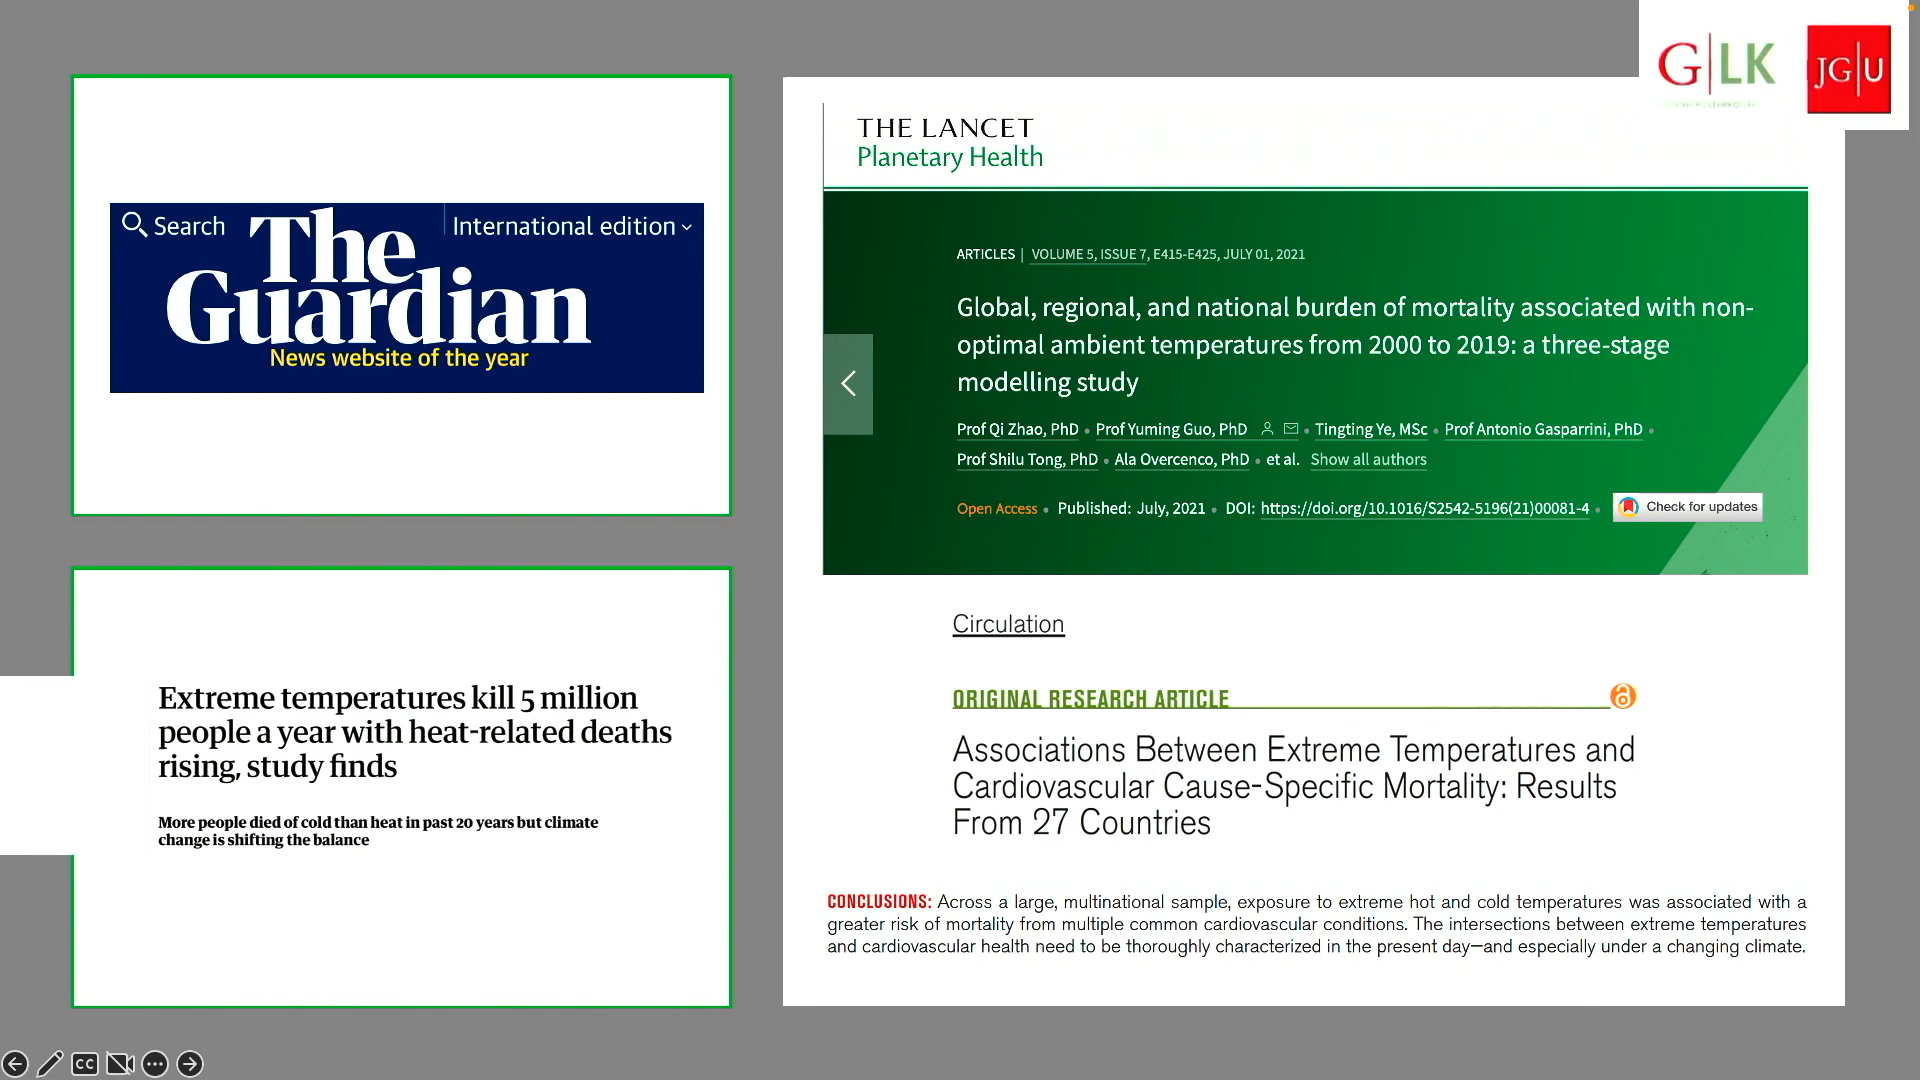 G|LK
JG|U
Search
International edition
The
Guardian
News website of the year
Extreme temperatures kill 5 million
people a year with heat-related deaths
rising, study finds
More people died of cold than heat in past 20 years but climate
change is shifting the balance
THE LANCET
Planetary Health
ARTICLES | VOLUME 5, ISSUE 7, E415-E425, JULY 01, 2021
Global, regional, and national burden of mortality associated with non-
optimal ambient temperatures from 2000 to 2019: a three-stage
modelling study
Prof Qi Zhao, PhD • Prof Yuming Guo, PhD • Tingting Ye, MSc • Prof Antonio Gasparrini, PhD •
Prof Shilu Tong, PhD • Ala Overcenco, PhD • et al. Show all authors
Open Access • Published: July, 2021 • DOI: https://doi.org/10.1016/S2542-5196(21)00081-4 •
Check for updates
Circulation
ORIGINAL RESEARCH ARTICLE
Associations Between Extreme Temperatures and
Cardiovascular Cause-Specific Mortality: Results
From 27 Countries
CONCLUSIONS: Across a large, multinational sample, exposure to extreme hot and cold temperatures was associated with a
greater risk of mortality from multiple common cardiovascular conditions. The intersections between extreme temperatures
and cardiovascular health need to be thoroughly characterized in the present day—and especially under a changing climate.
CC